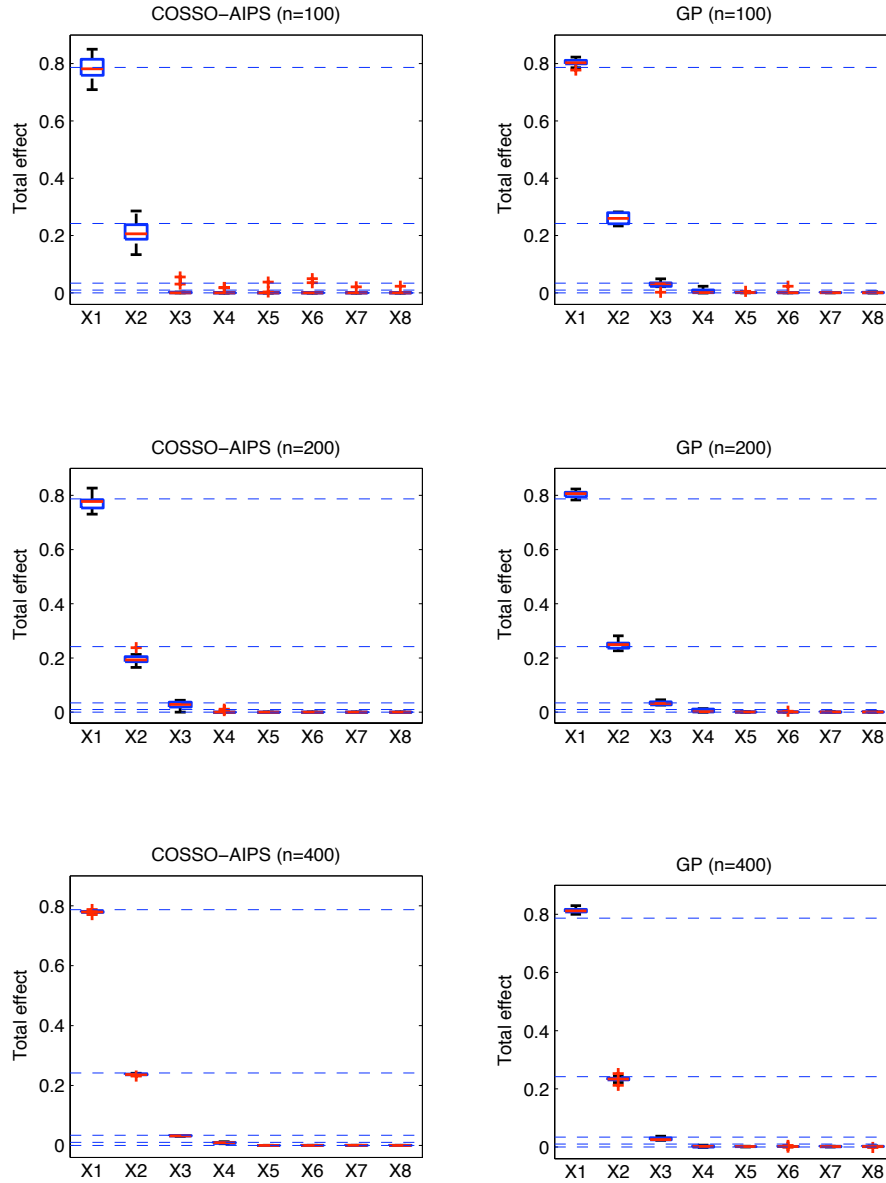 COSSO−AIPS (n=100)
Total effect
0.8
0.6
0.4
0.2
0
X1 X2 X3 X4 X5 X6 X7 X8
GP (n=100)
Total effect
0.8
0.6
0.4
0.2
0
X1 X2 X3 X4 X5 X6 X7 X8
COSSO−AIPS (n=200)
Total effect
0.8
0.6
0.4
0.2
0
X1 X2 X3 X4 X5 X6 X7 X8
GP (n=200)
Total effect
0.8
0.6
0.4
0.2
0
X1 X2 X3 X4 X5 X6 X7 X8
COSSO−AIPS (n=400)
Total effect
0.8
0.6
0.4
0.2
0
X1 X2 X3 X4 X5 X6 X7 X8
GP (n=400)
Total effect
0.8
0.6
0.4
0.2
0
X1 X2 X3 X4 X5 X6 X7 X8